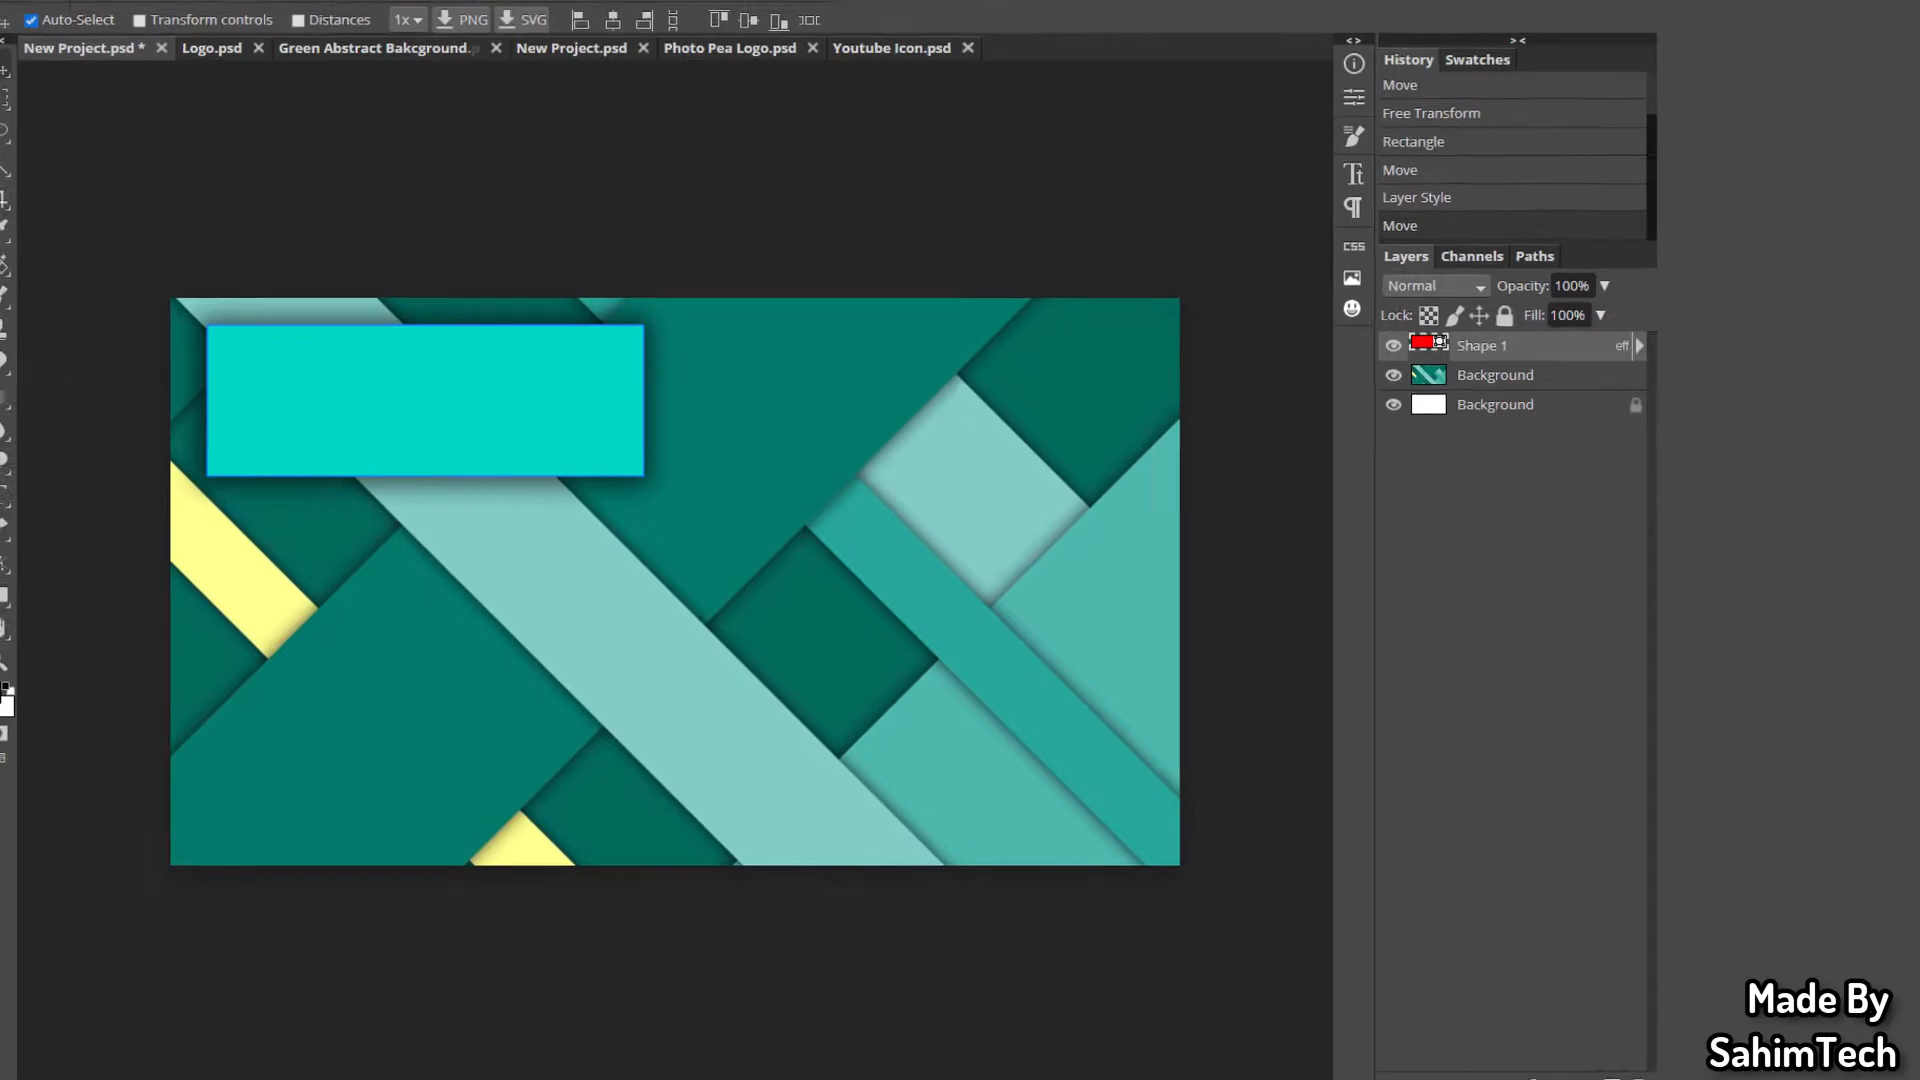 Auto-Select Transform controls Distances 1x PNG SVG
New Project.psd * Logo.psd Green Abstract Bakcground. New Project.psd Photo Pea Logo.psd Youtube Icon.psd
History Swatches
Move
Free Transform
Rectangle
Move
Layer Style
Move
CSS
Layers Channels Paths
Normal Opacity: 100%
Lock: Fill: 100%
Shape 1 eff
Background
Background
Made By
SahimTech